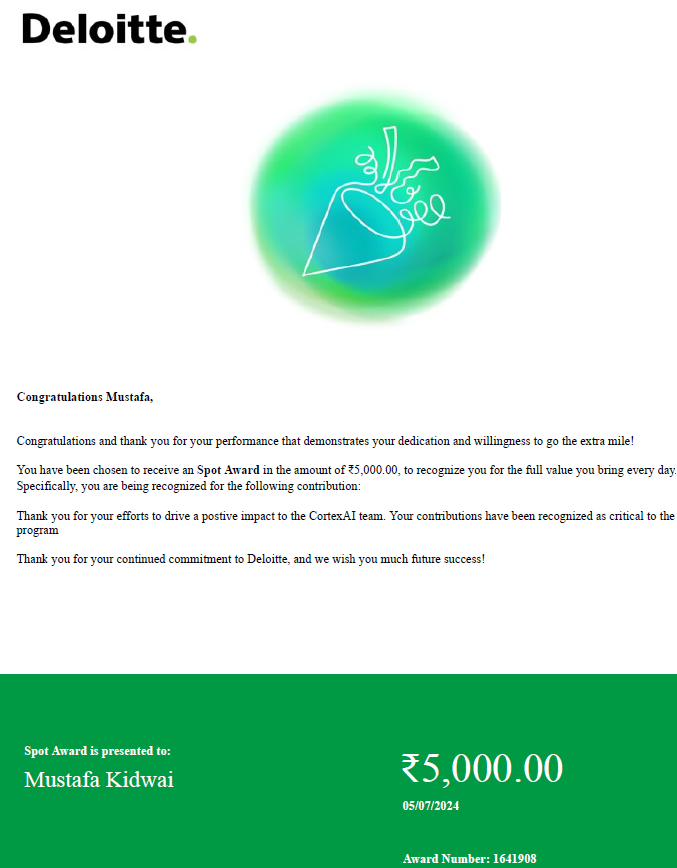 Deloitte.
Congratulations Mustafa,
Congratulations and thank you for your performance that demonstrates your dedication and willingness to go the extra mile!
You have been chosen to receive an Spot Award in the amount of ₹5,000.00, to recognize you for the full value you bring every day.
Specifically, you are being recognized for the following contribution:
Thank you for your efforts to drive a postive impact to the CortexAI team. Your contributions have been recognized as critical to the
program
Thank you for your continued commitment to Deloitte, and we wish you much future success!
Spot Award is presented to:
Mustafa Kidwai
₹5,000.00
05/07/2024
Award Number: 1641908